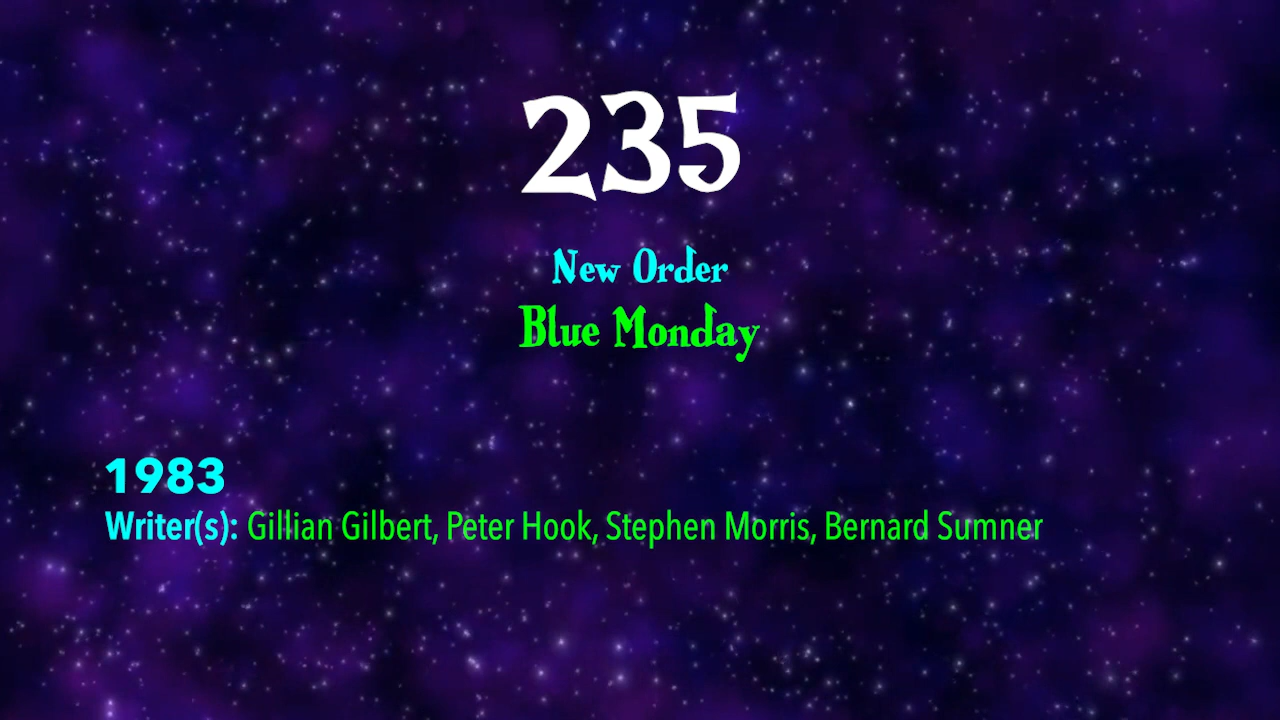 235
New Order
Blue Monday
1983
Writer(s): Gillian Gilbert, Peter Hook, Stephen Morris, Bernard Sumner